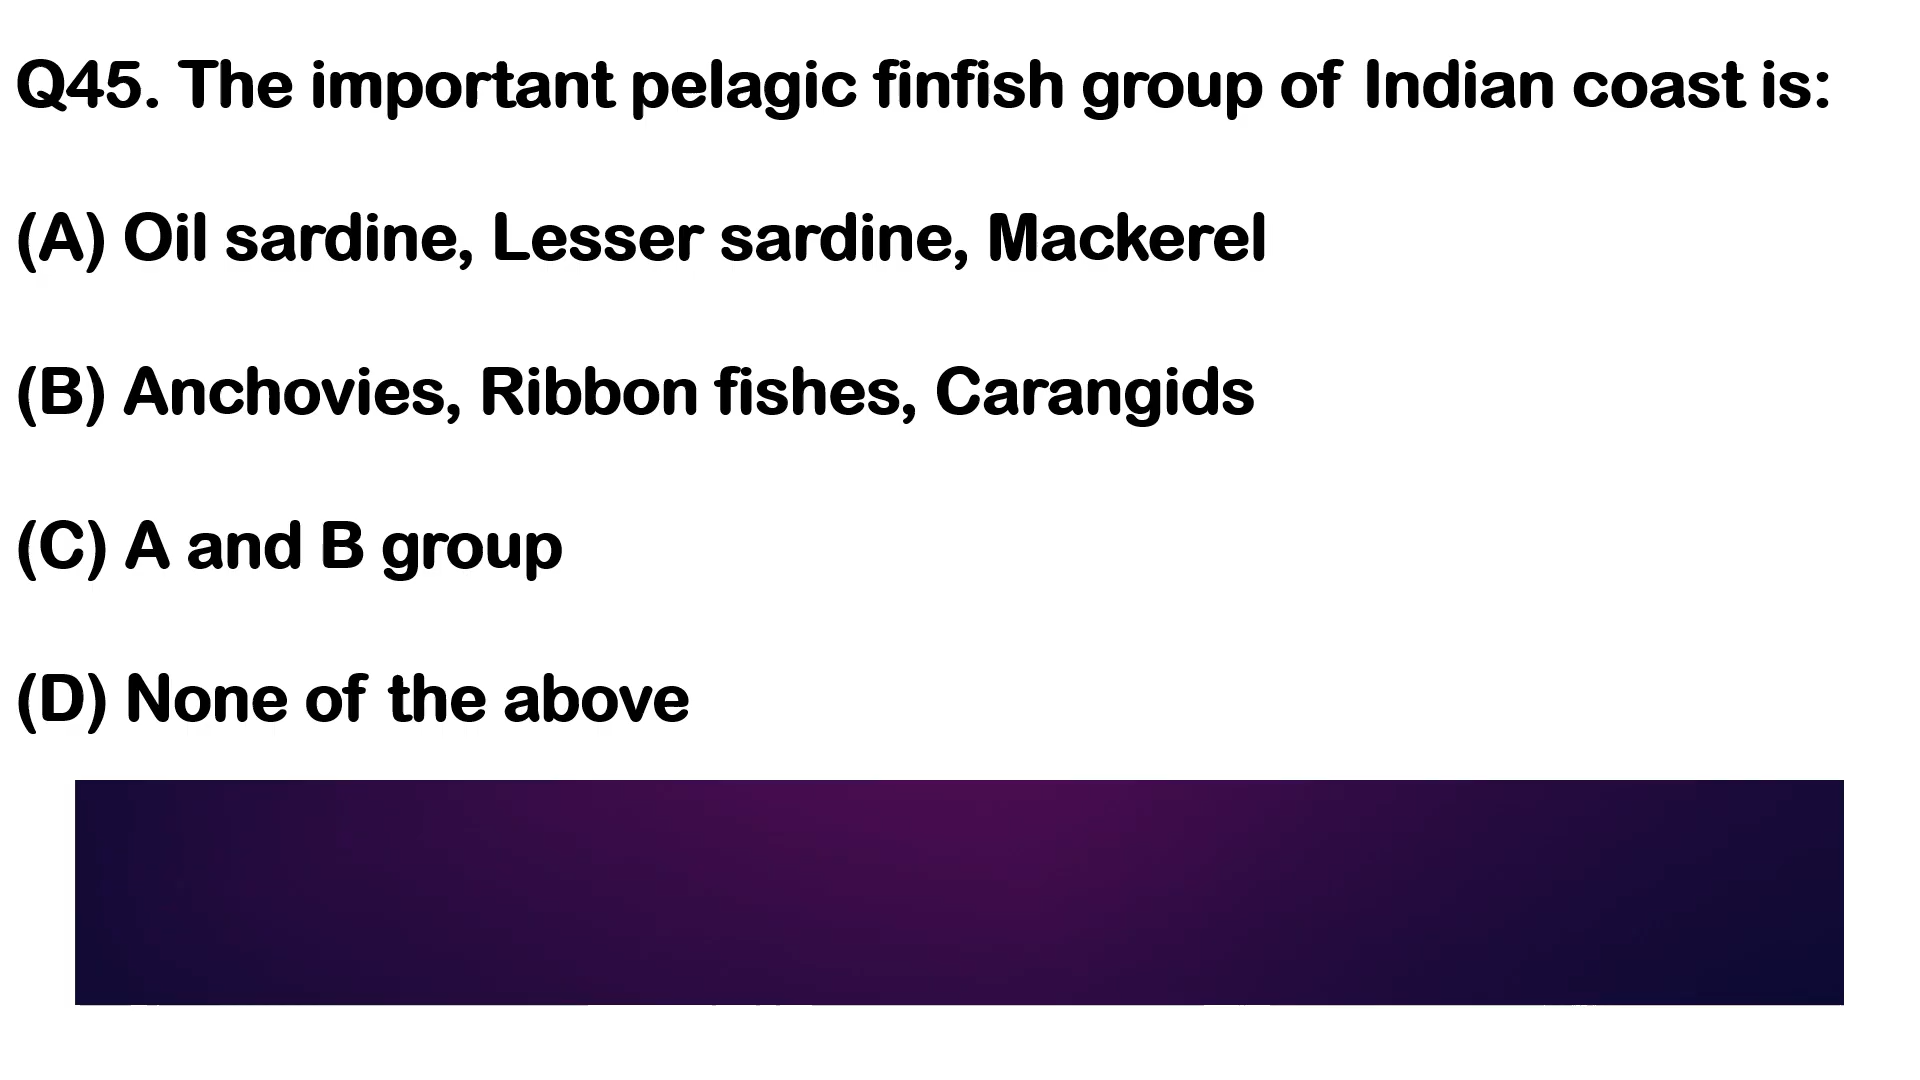 Q45. The important pelagic finfish group of Indian coast is:
(A) Oil sardine, Lesser sardine, Mackerel
(B) Anchovies, Ribbon fishes, Carangids
(C) A and B group
(D) None of the above